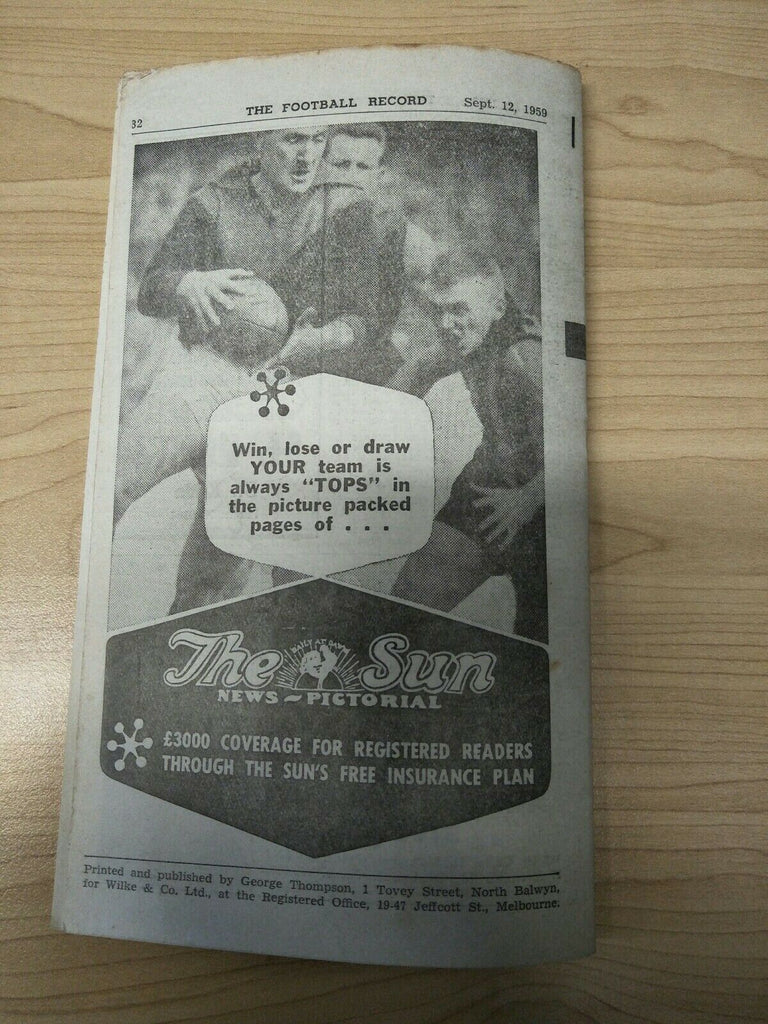 32 THE FOOTBALL RECORD Sept. 12, 1959
Win, lose or draw
YOUR team is
always "TOPS" in
the picture packed
pages of . . .
DAILY AT DAWN
The Sun
NEWS-PICTORIAL
£3000 COVERAGE FOR REGISTERED READERS
THROUGH THE SUN'S FREE INSURANCE PLAN
Printed and published by George Thompson, 1 Tovey Street, North Balwyn,
for Wilke & Co. Ltd., at the Registered Office, 19-47 Jeffcott St., Melbourne.